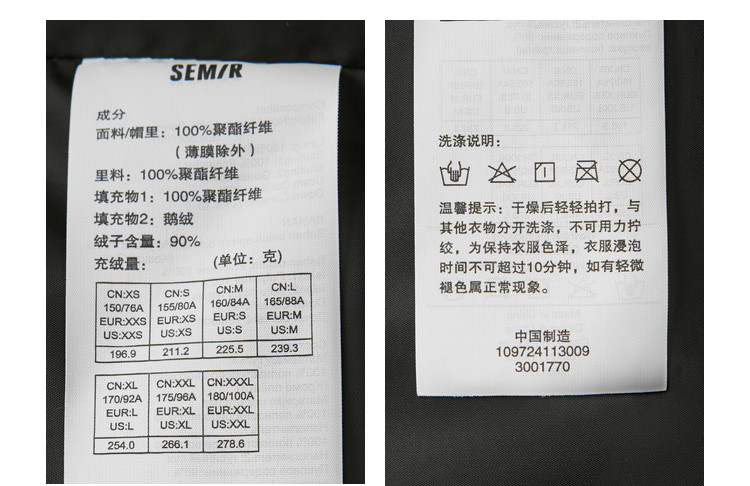 SEMIR
成分
面料/帽里：100%聚酯纤维
（薄膜除外）
里料：100%聚酯纤维
填充物1：100%聚酯纤维
填充物2：鹅绒
绒子含量：90%
充绒量： (单位：克)
CN:XS CN:S CN:M CN:L
150/76A 155/80A 160/84A 165/88A
EUR:XXS EUR:XS EUR:S EUR:M
US:XXS US:XS US:S US:M
196.9 211.2 225.5 239.3
CN:XL CN:XXL CN:XXXL
170/92A 175/96A 180/100A
EUR:L EUR:XL EUR:XXL
US:L US:XL US:XXL
254.0 266.1 278.6
洗涤说明：
温馨提示：干燥后轻轻拍打，与
其他衣物分开洗涤，不可用力拧
绞，为保持衣服色泽，衣服浸泡
时间不可超过10分钟，如有轻微
褪色属正常现象。
中国制造
109724113009
3001770